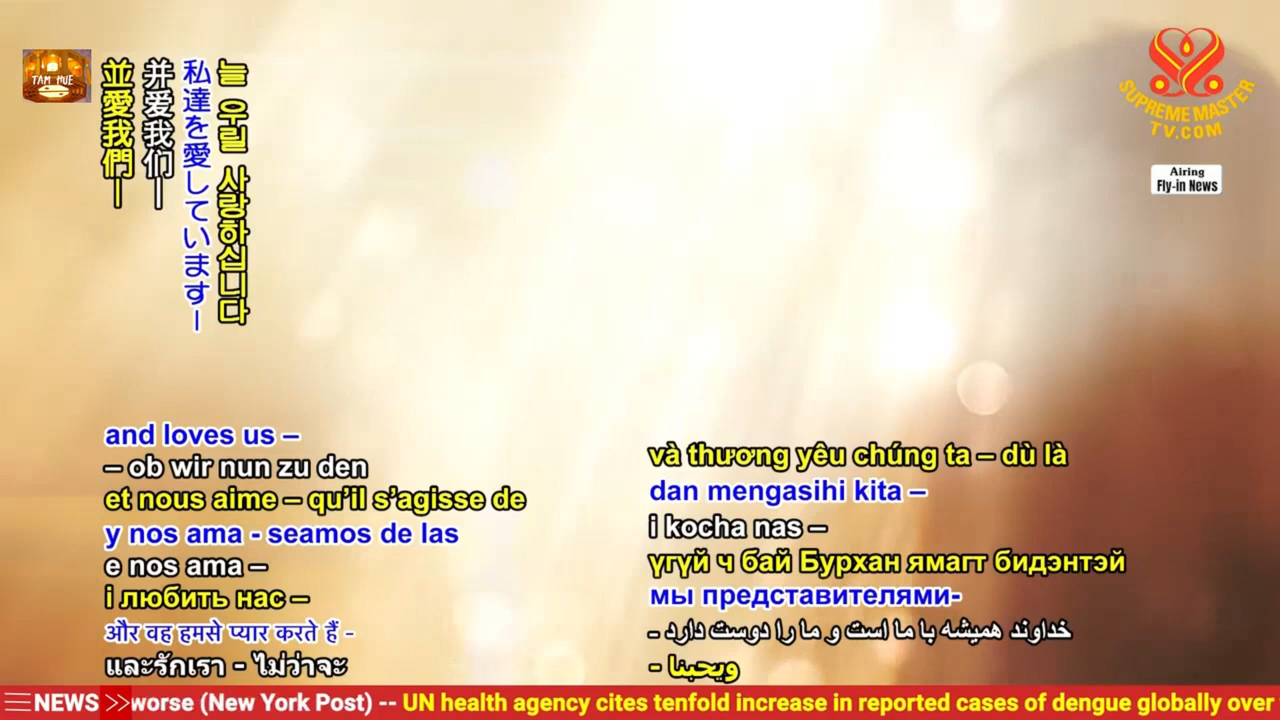 TAM HUE
並愛我們－
并爱我们－
私達を愛しています－
늘 우릴 사랑하십니다
SUPREME MASTER
TV.COM
Airing
Fly-in News
and loves us –
– ob wir nun zu den
et nous aime – qu’il s’agisse de
y nos ama - seamos de las
e nos ama –
і любить нас –
और वह हमसे प्यार करते हैं -
และรักเรา - ไม่ว่าจะ
và thương yêu chúng ta – dù là
dan mengasihi kita –
i kocha nas –
үгүй ч бай Бурхан ямагт бидэнтэй
мы представителями-
خداوند همیشه با ما است و ما را دوست دارد -
ويحبنا -
NEWS >> worse (New York Post) -- UN health agency cites tenfold increase in reported cases of dengue globally over